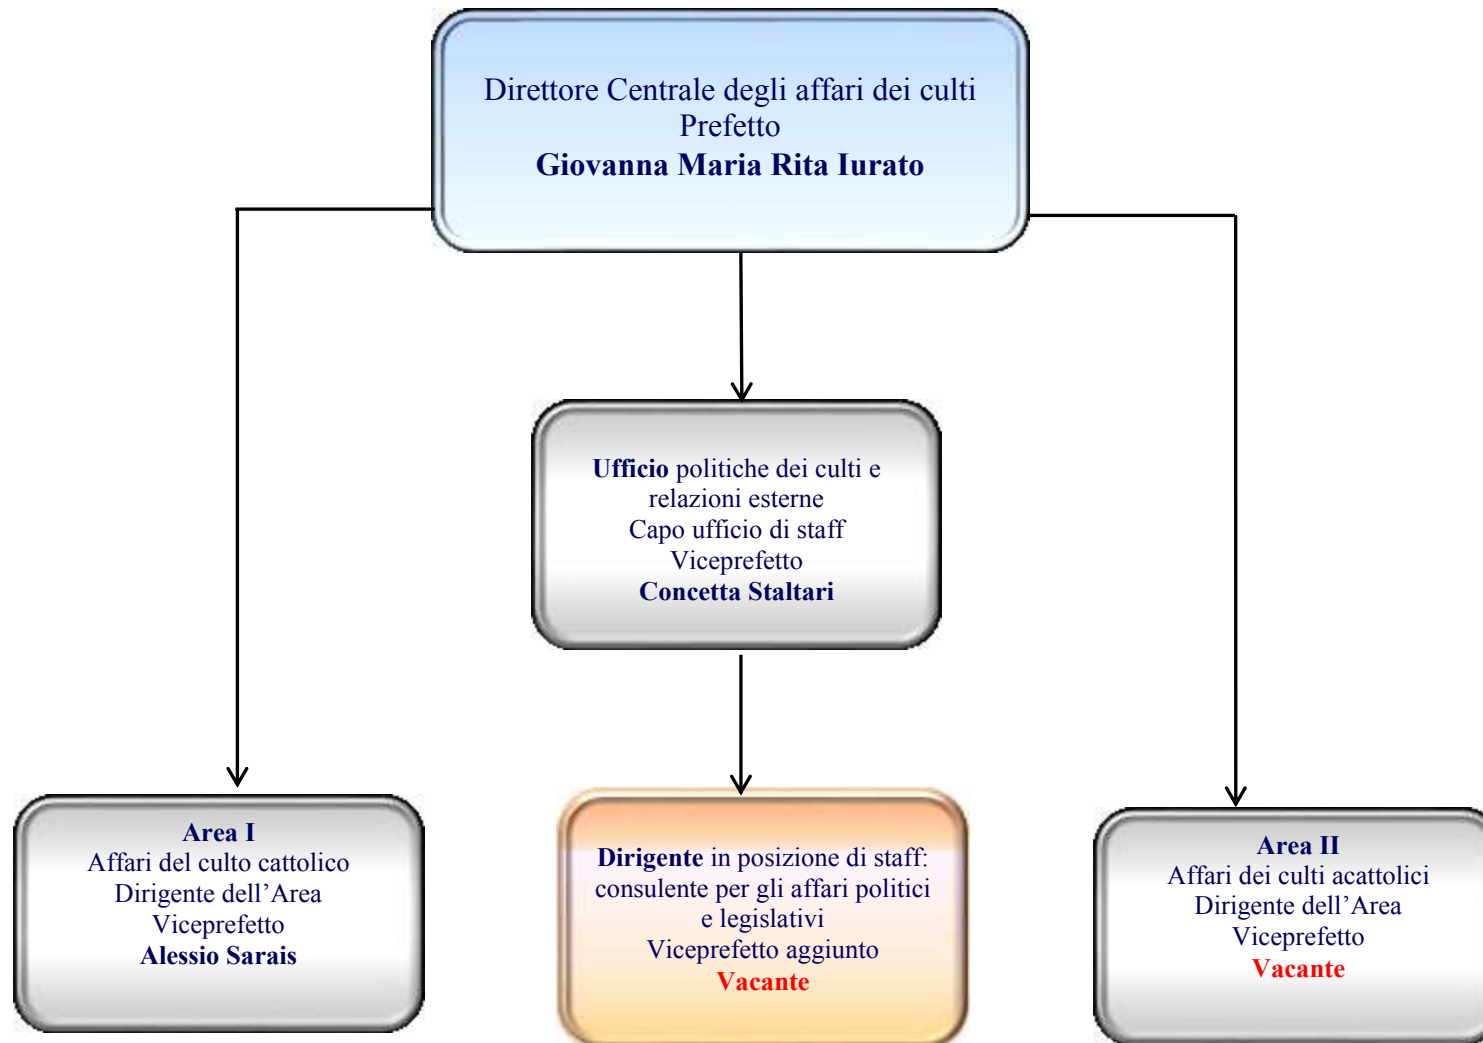 Direttore Centrale degli affari dei culti
Prefetto
Giovanna Maria Rita Iurato
Ufficio politiche dei culti e
relazioni esterne
Capo ufficio di staff
Viceprefetto
Concetta Staltari
Area I
Affari del culto cattolico
Dirigente dell’Area
Viceprefetto
Alessio Sarais
Dirigente in posizione di staff:
consulente per gli affari politici
e legislativi
Viceprefetto aggiunto
Vacante
Area II
Affari dei culti acattolici
Dirigente dell’Area
Viceprefetto
Vacante